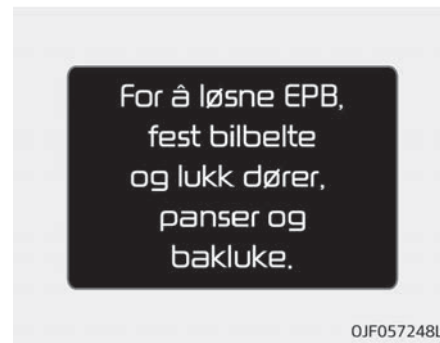 For å løsne EPB,
fest bilbelte
og lukk dører,
panser og
bakluke.
OJF057248L